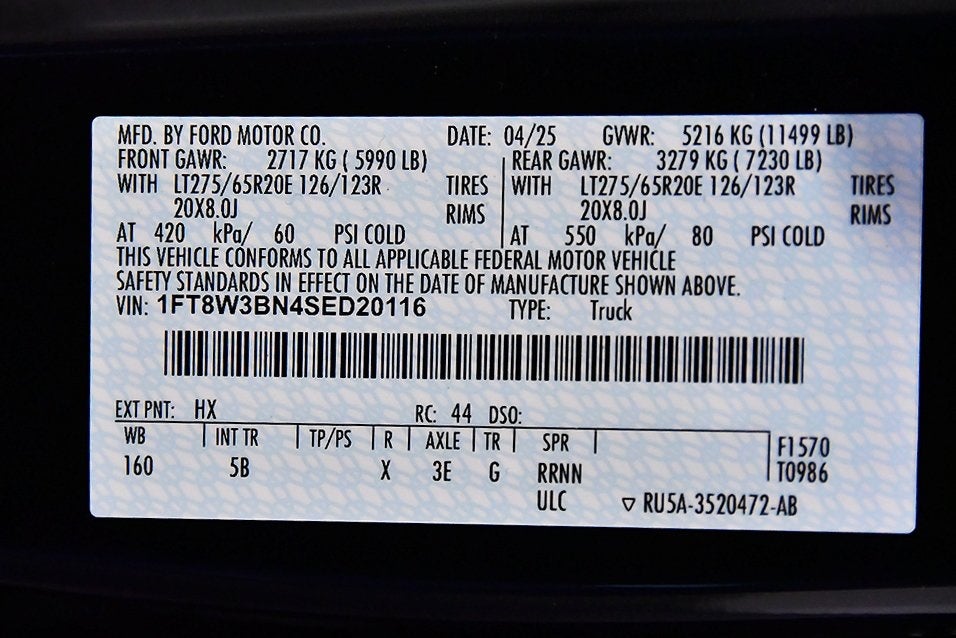 MFD. BY FORD MOTOR CO. DATE: 04/25 GVWR: 5216 KG (11499 LB)
FRONT GAWR: 2717 KG ( 5990 LB) REAR GAWR: 3279 KG ( 7230 LB)
WITH LT275/65R20E 126/123R TIRES WITH LT275/65R20E 126/123R TIRES
20X8.0J RIMS 20X8.0J RIMS
AT 420 kPa/ 60 PSI COLD AT 550 kPa/ 80 PSI COLD
THIS VEHICLE CONFORMS TO ALL APPLICABLE FEDERAL MOTOR VEHICLE
SAFETY STANDARDS IN EFFECT ON THE DATE OF MANUFACTURE SHOWN ABOVE.
VIN: 1FT8W3BN4SED20116 TYPE: Truck
EXT PNT: HX RC: 44 DSO:
WB INT TR TP/PS R AXLE TR SPR F1570
160 5B X 3E G RRNN T0986
ULC ▽ RU5A-3520472-AB